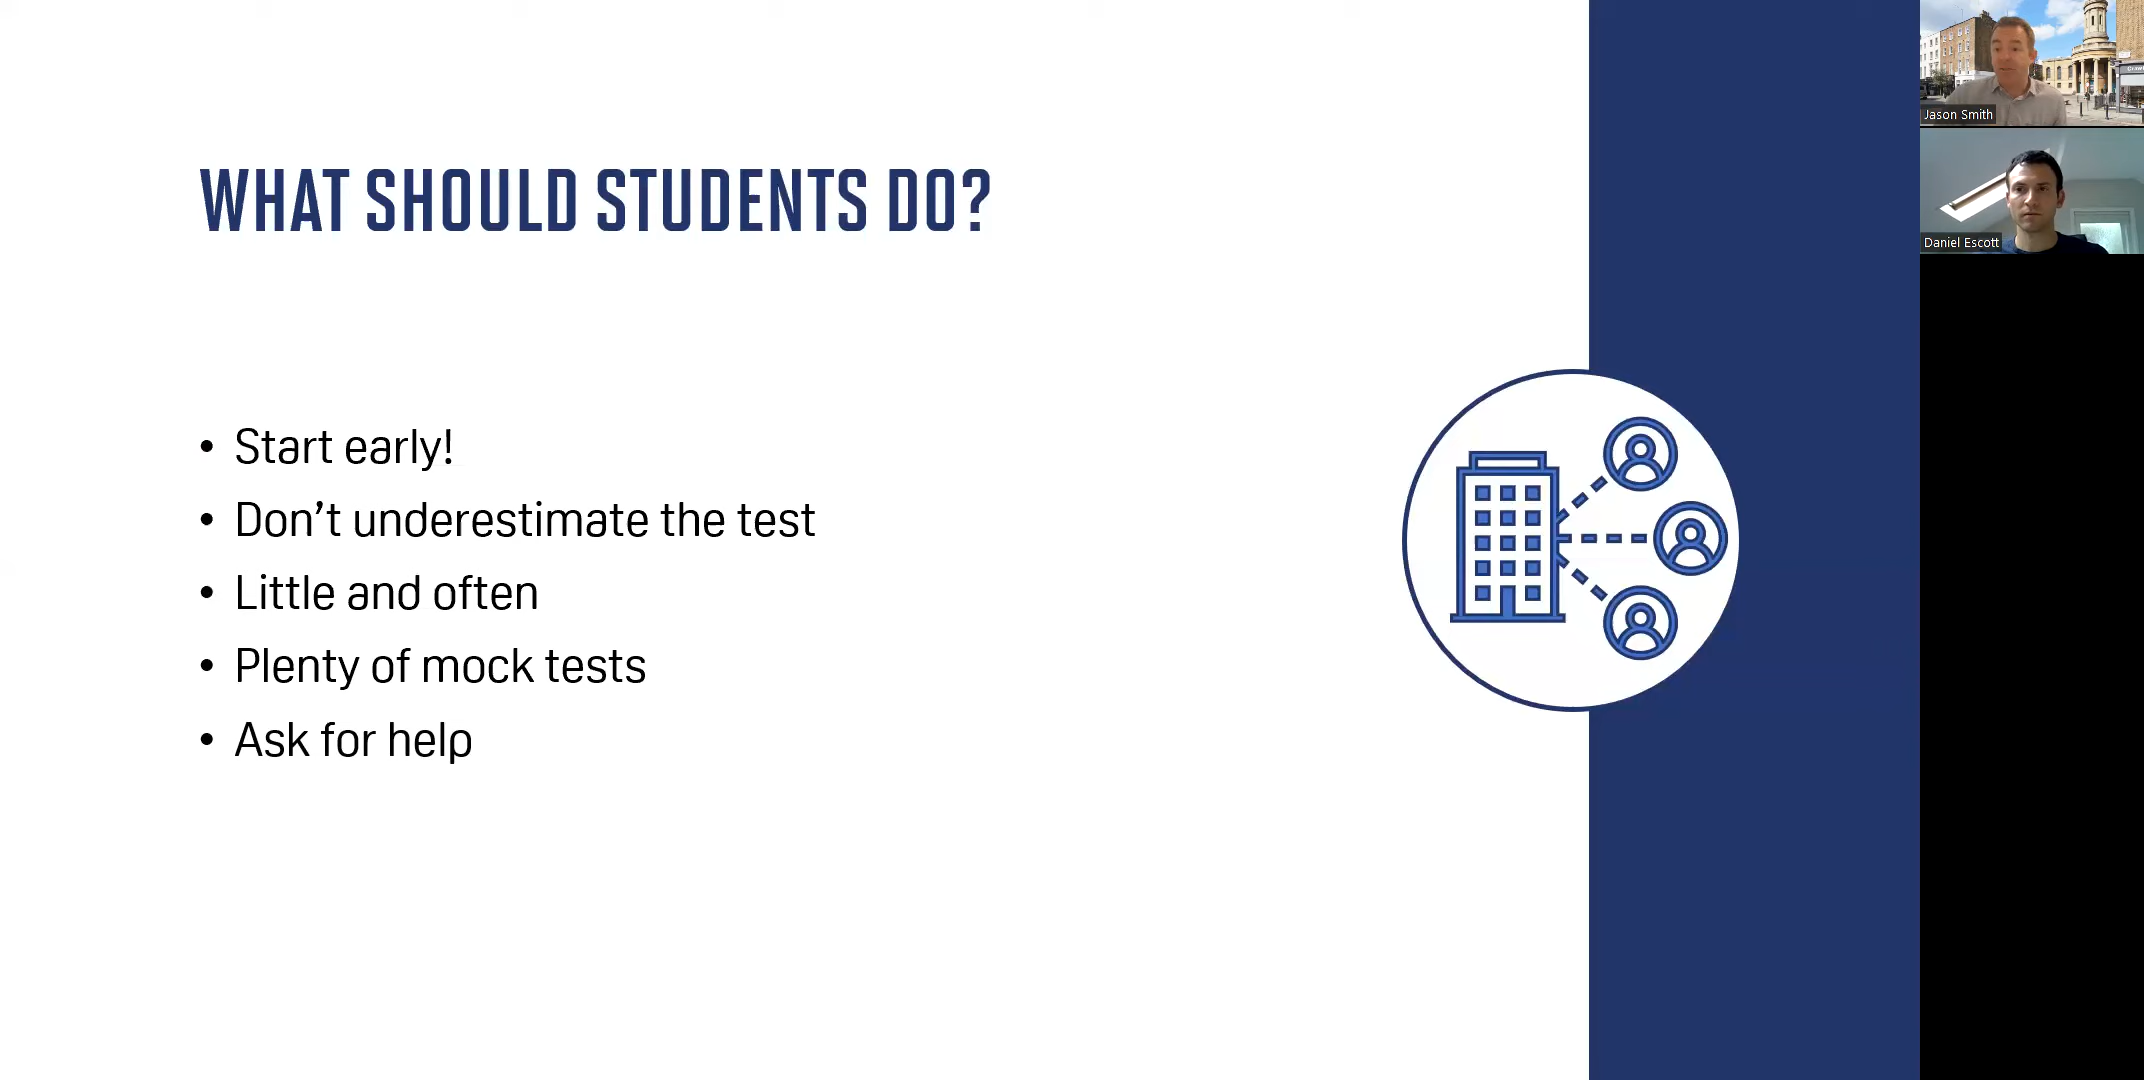 WHAT SHOULD STUDENTS DO?
• Start early!
• Don’t underestimate the test
• Little and often
• Plenty of mock tests
• Ask for help
Jason Smith
Daniel Escott